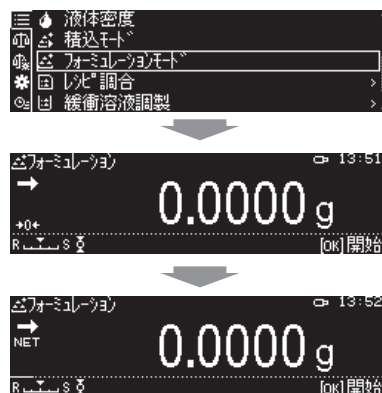 液体密度
積込モード
フォーミュレーションモード
レシピ調合 >
緩衝溶液調製 >
フォーミュレーション 13:51
→0←
0.0000 g
R S [OK]開始
フォーミュレーション 13:52
NET
0.0000 g
R S [OK]開始